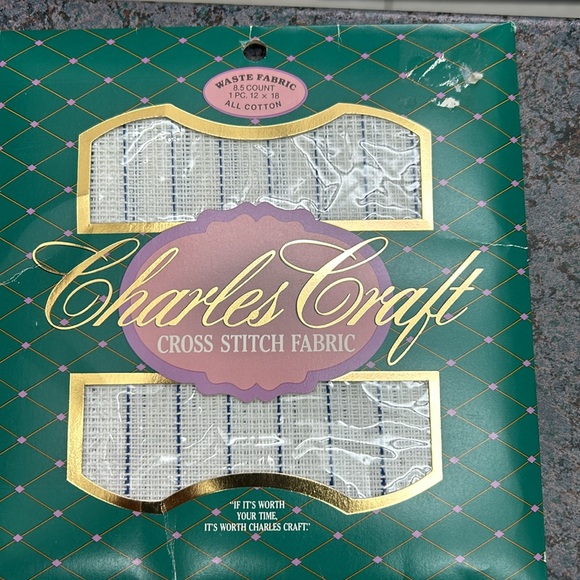 WASTE FABRIC
8.5 COUNT
1 PC. 12 × 18
ALL COTTON
Charles Craft
CROSS STITCH FABRIC
"IF IT'S WORTH
YOUR TIME,
IT'S WORTH CHARLES CRAFT."